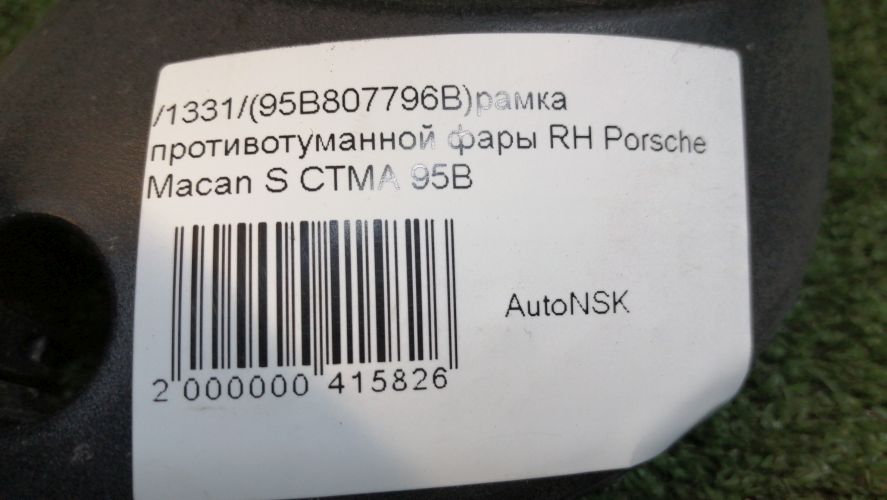 /1331/(95B807796B)рамка
противотуманной фары RH Porsche
Macan S CTMA 95B
AutoNSK
2 000000 415826